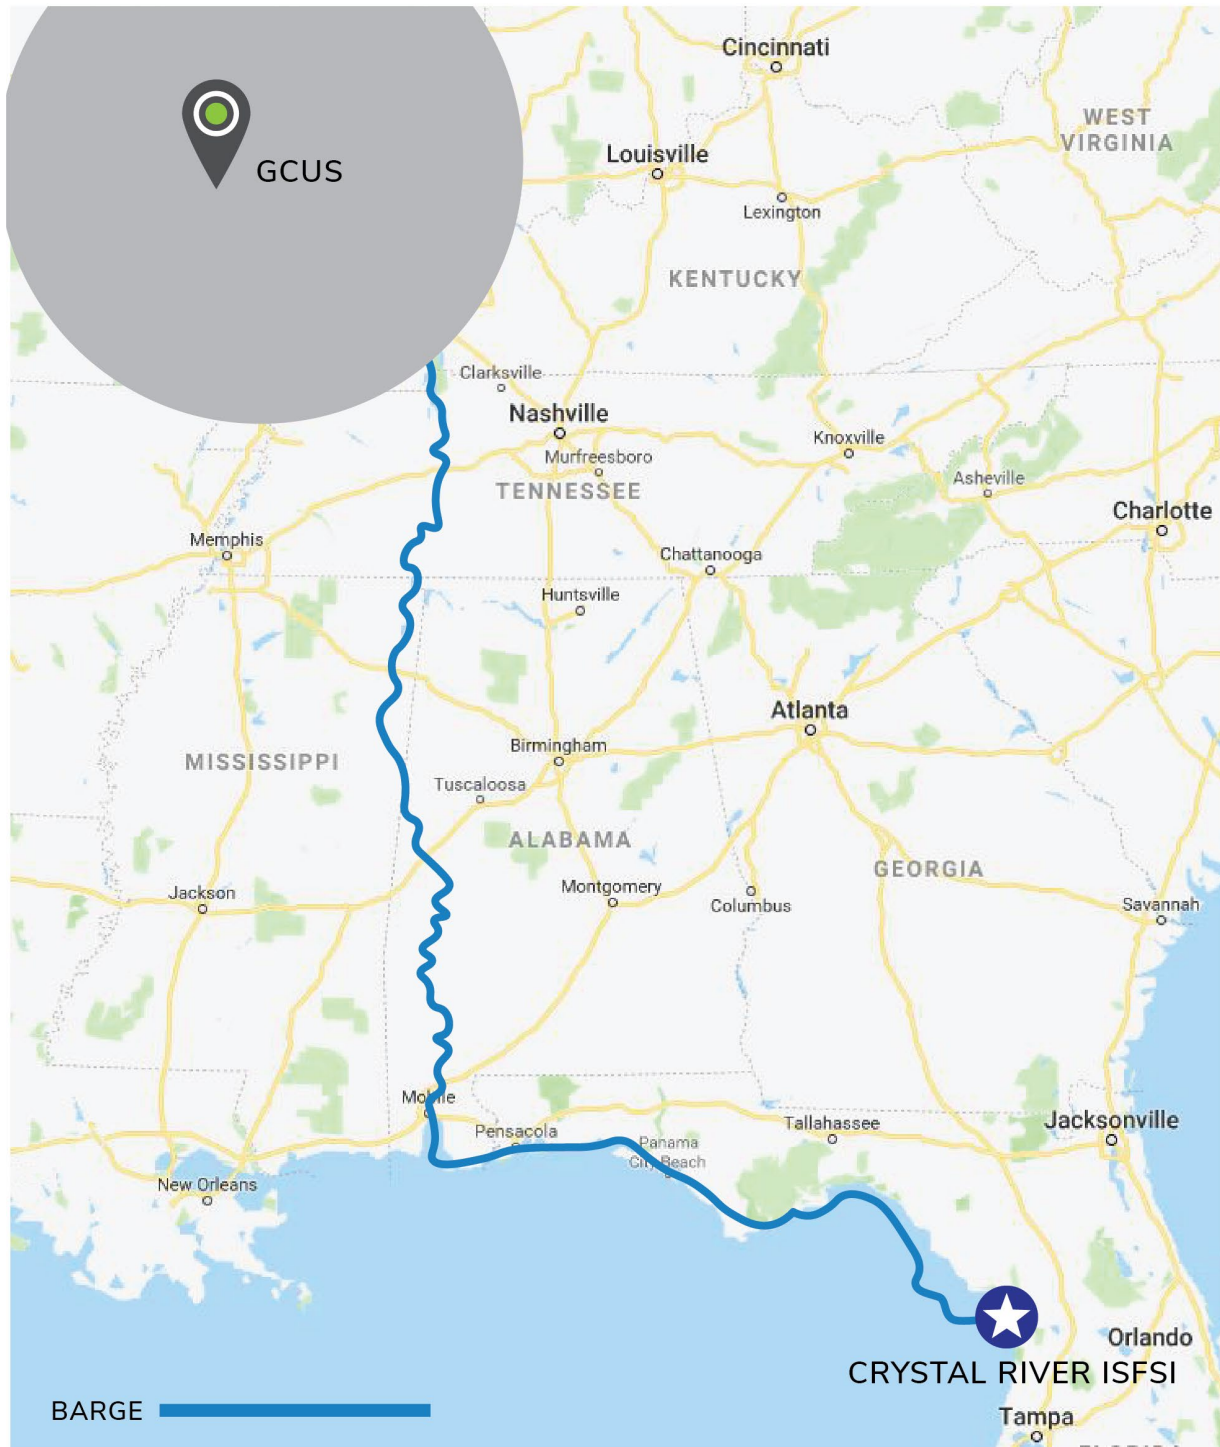 Cincinnati
WEST
VIRGINIA
Louisville
GCUS
Lexington
KENTUCKY
Clarksville
Nashville
Knoxville
Murfreesboro
Asheville
TENNESSEE
Charlotte
Memphis
Chattanooga
Huntsville
Atlanta
Birmingham
MISSISSIPPI
Tuscaloosa
ALABAMA
GEORGIA
Montgomery
Jackson
Columbus
Savannah
Mobile
Jacksonville
Tallahassee
Pensacola
Panama
City Beach
New Orleans
Orlando
CRYSTAL RIVER ISFSI
BARGE
Tampa